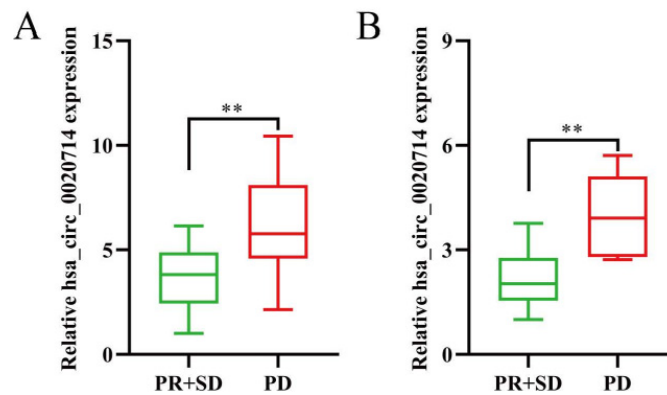 A
Relative hsa_circ_0020714 expression
15
10
5
0
**
PR+SD PD
B
Relative hsa_circ_0020714 expression
9
6
3
0
**
PR+SD PD